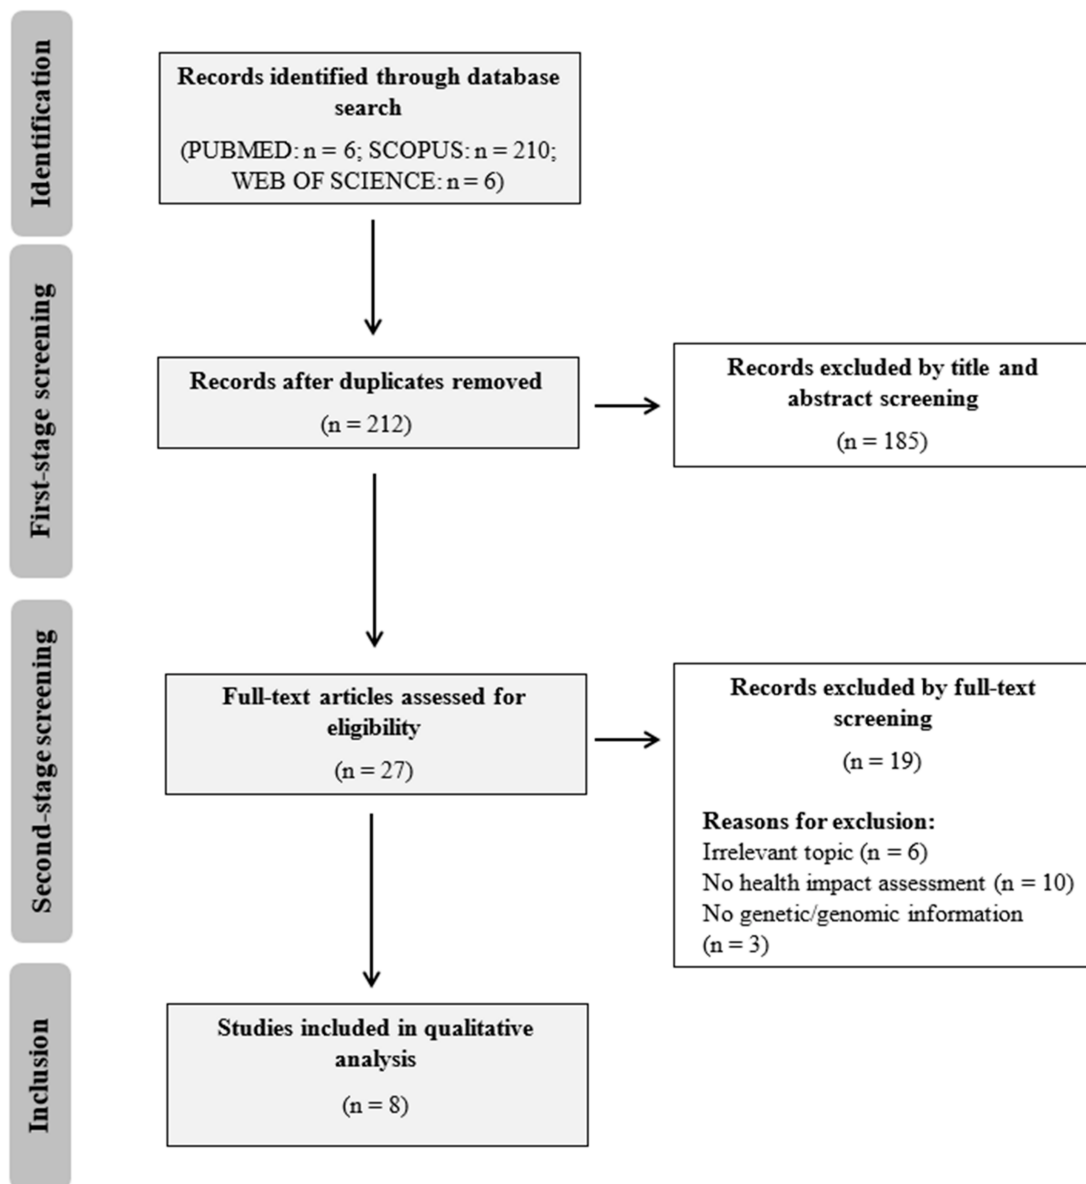 Identification
Records identified through database
search
(PUBMED: n = 6; SCOPUS: n = 210;
WEB OF SCIENCE: n = 6)
First-stage screening
Records after duplicates removed
(n = 212)
Records excluded by title and
abstract screening
(n = 185)
Second-stage screening
Full-text articles assessed for
eligibility
(n = 27)
Records excluded by full-text
screening
(n = 19)
Reasons for exclusion:
Irrelevant topic (n = 6)
No health impact assessment (n = 10)
No genetic/genomic information
(n = 3)
Inclusion
Studies included in qualitative
analysis
(n = 8)